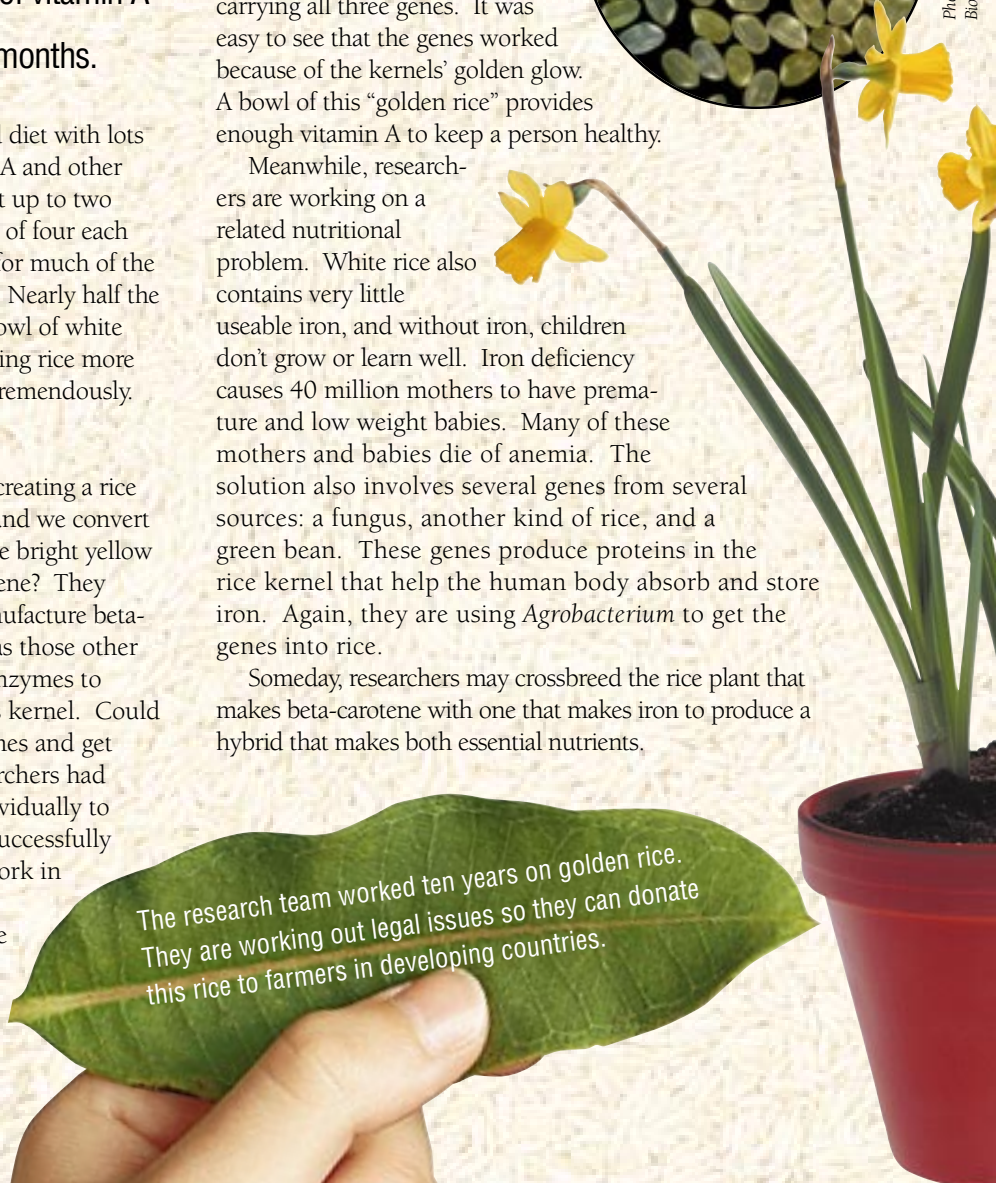 of vitamin A
months.
diet with lots
A and other
t up to two
of four each
for much of the
Nearly half the
owl of white
ing rice more
remendously.
creating a rice
and we convert
e bright yellow
ene? They
nufacture beta-
as those other
nzymes to
s kernel. Could
nes and get
rchers had
vidually to
uccessfully
ork in
e
carrying all three genes. It was
easy to see that the genes worked
because of the kernels’ golden glow.
A bowl of this “golden rice” provides
enough vitamin A to keep a person healthy.
Meanwhile, research-
ers are working on a
related nutritional
problem. White rice also
contains very little
useable iron, and without iron, children
don’t grow or learn well. Iron deficiency
causes 40 million mothers to have prema-
ture and low weight babies. Many of these
mothers and babies die of anemia. The
solution also involves several genes from several
sources: a fungus, another kind of rice, and a
green bean. These genes produce proteins in the
rice kernel that help the human body absorb and store
iron. Again, they are using Agrobacterium to get the
genes into rice.
Someday, researchers may crossbreed the rice plant that
makes beta-carotene with one that makes iron to produce a
hybrid that makes both essential nutrients.
The research team worked ten years on golden rice.
They are working out legal issues so they can donate
this rice to farmers in developing countries.